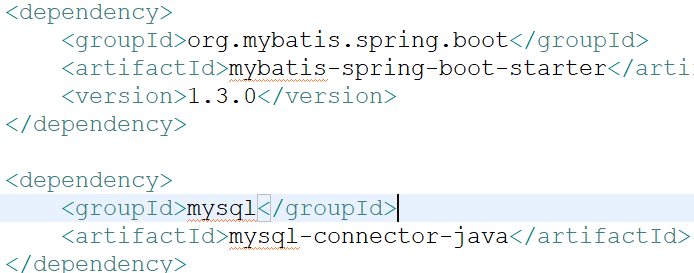 <dependency>
<groupId>org.mybatis.spring.boot</groupId>
<artifactId>mybatis-spring-boot-starter</arti
<version>1.3.0</version>
</dependency>
<dependency>
<groupId>mysql</groupId>
<artifactId>mysql-connector-java</artifactId>
</dependency>